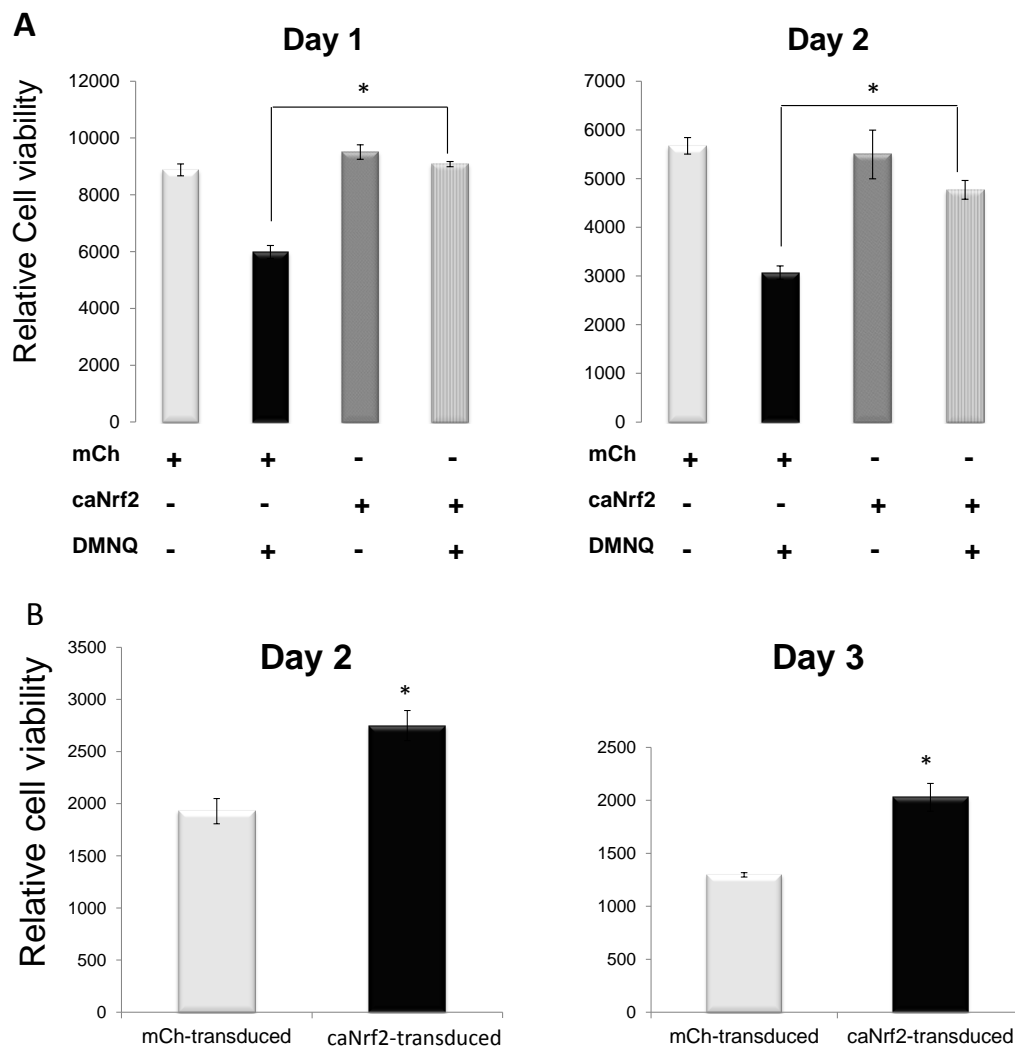 A
Day 1
Day 2
Relative Cell viability
12000
10000
8000
6000
4000
2000
0
7000
6000
5000
4000
3000
2000
1000
0
*
*
mCh + + - -
caNrf2 - - + +
DMNQ - + - +
mCh + + - -
caNrf2 - - + +
DMNQ - + - +
B
Day 2
Day 3
Relative cell viability
3500
3000
2500
2000
1500
1000
500
0
*
mCh-transduced caNrf2-transduced
2500
2000
1500
1000
500
0
*
mCh-transduced caNrf2-transduced